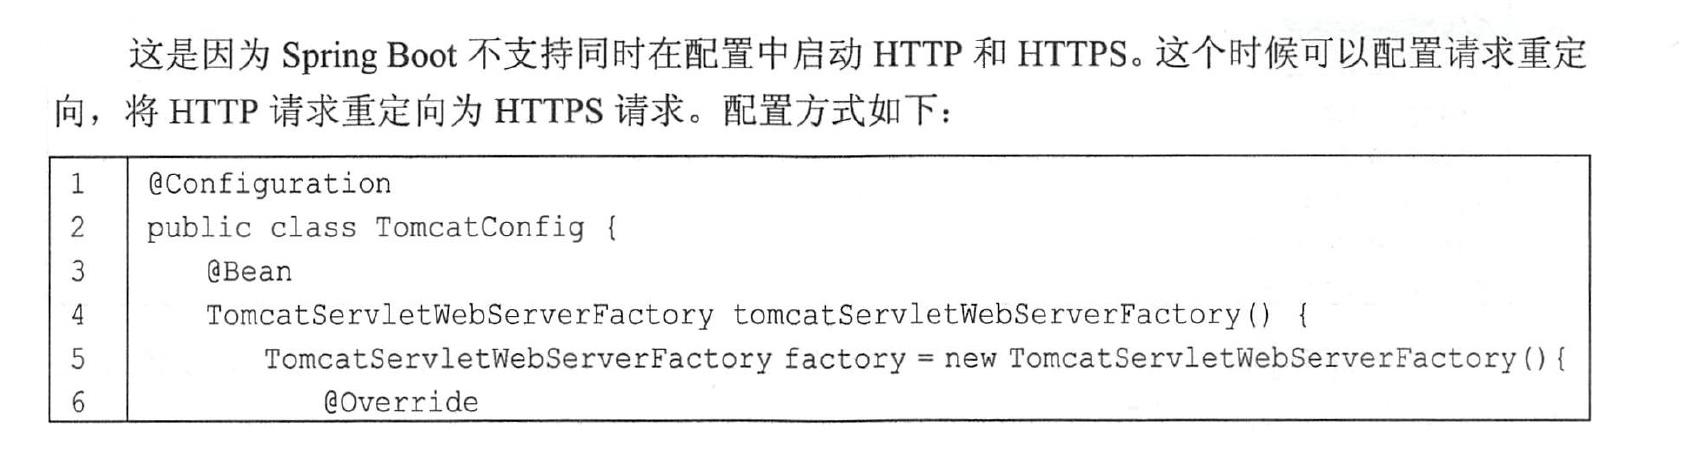 这是因为 Spring Boot 不支持同时在配置中启动 HTTP 和 HTTPS。这个时候可以配置请求重定
向，将 HTTP 请求重定向为 HTTPS 请求。配置方式如下：
1 @Configuration
2 public class TomcatConfig {
3 @Bean
4 TomcatServletWebServerFactory tomcatServletWebServerFactory() {
5 TomcatServletWebServerFactory factory = new TomcatServletWebServerFactory(){
6 @Override